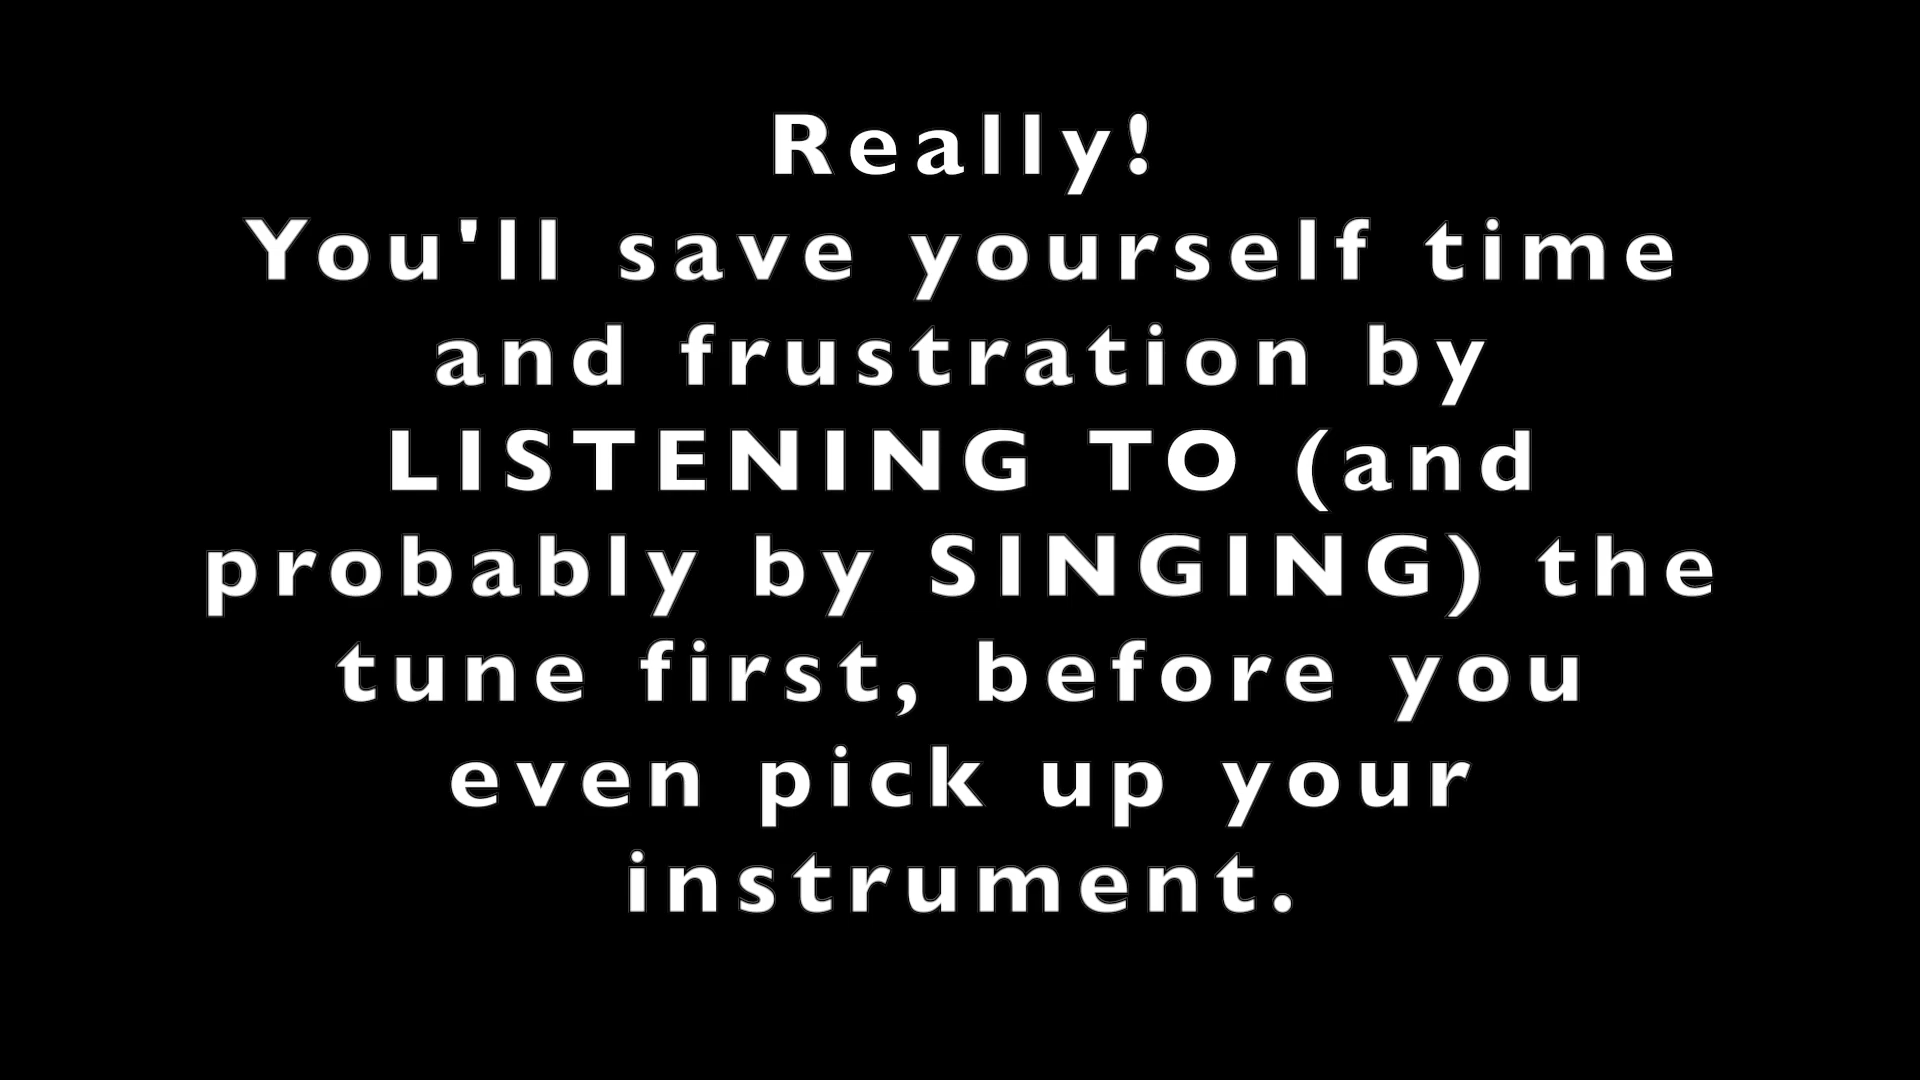 Really!
You'll save yourself time
and frustration by
LISTENING TO (and
probably by SINGING) the
tune first, before you
even pick up your
instrument.